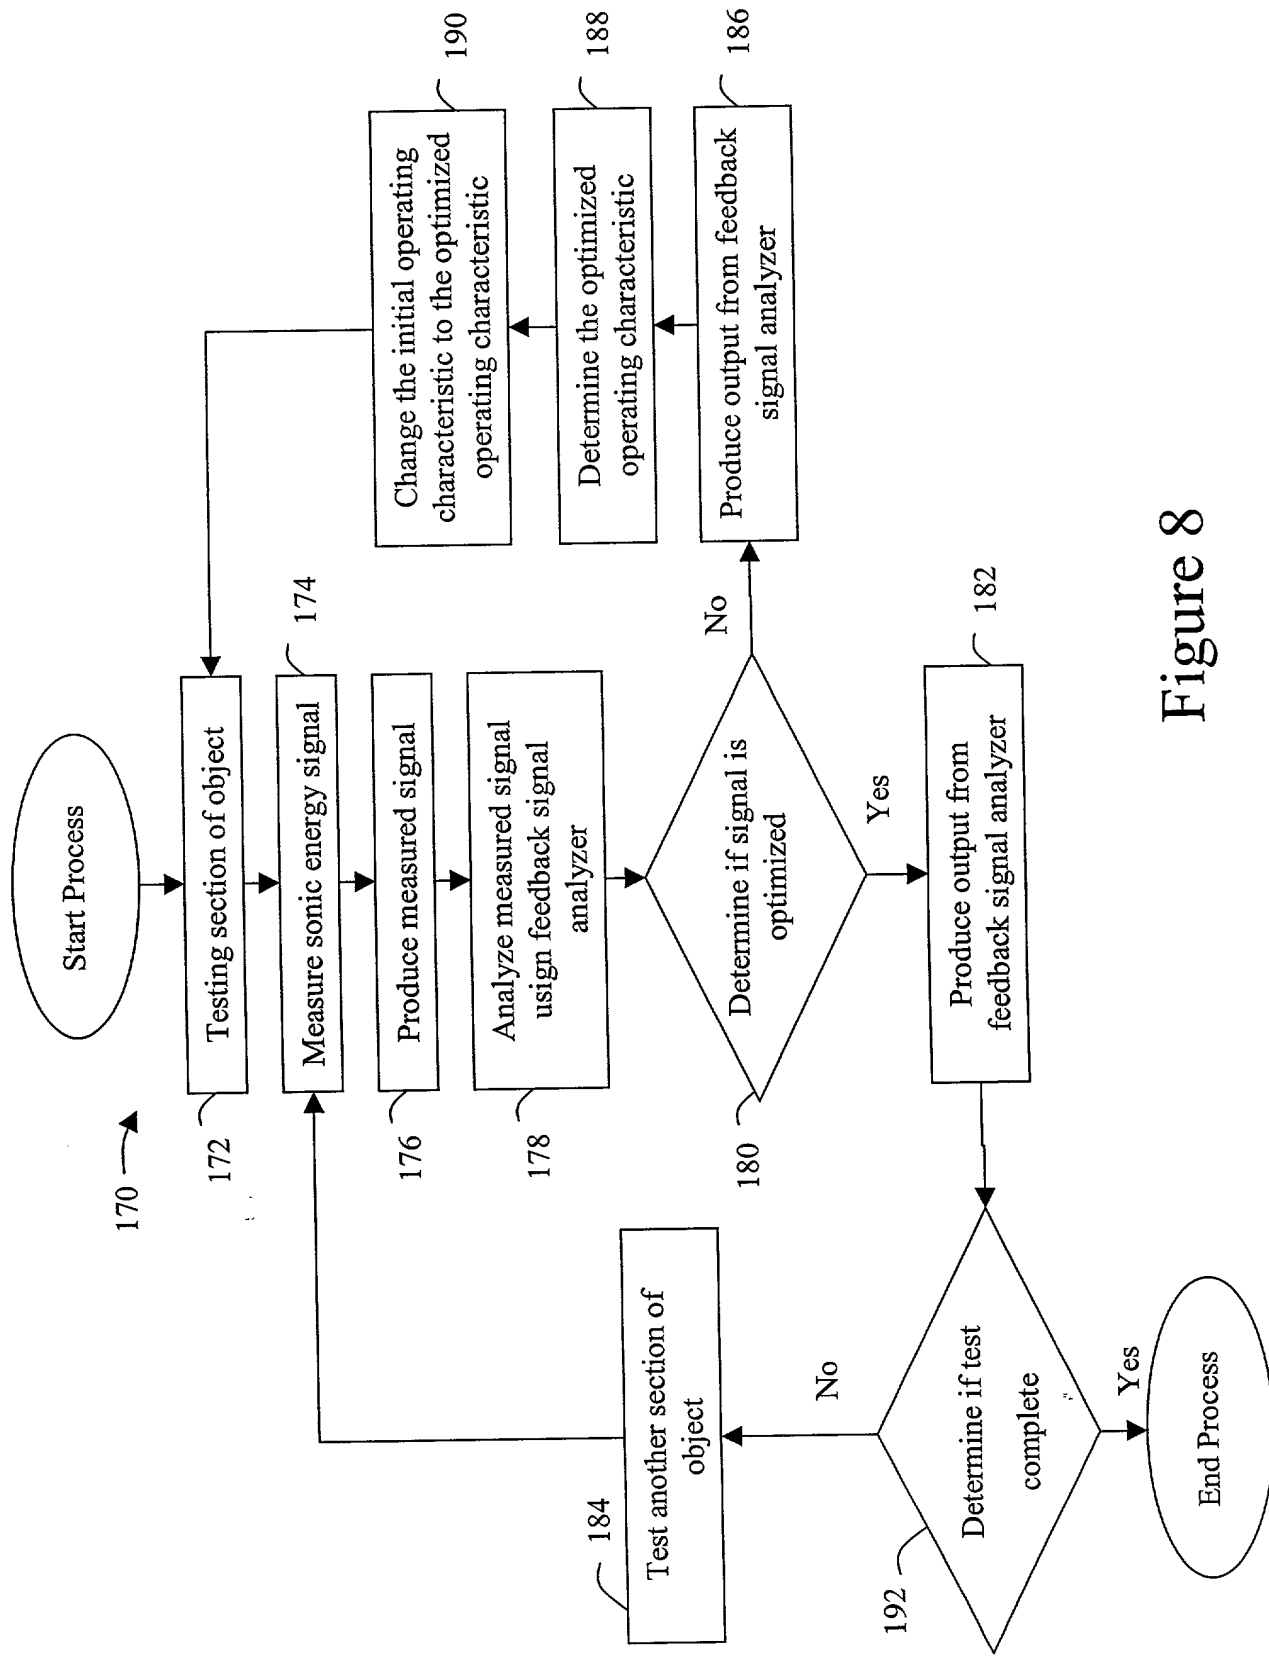 170
Start Process
172
Testing section of object
174
Measure sonic energy signal
176
Produce measured signal
178
Analyze measured signal
usign feedback signal
analyzer
180
Determine if signal is
optimized
No
Yes
186
Produce output from feedback
signal analyzer
188
Determine the optimized
operating characteristic
190
Change the initial operating
characteristic to the optimized
operating characteristic
182
Produce output from
feedback signal analyzer
192
Determine if test
complete
No
Yes
184
Test another section of
object
End Process
Figure 8